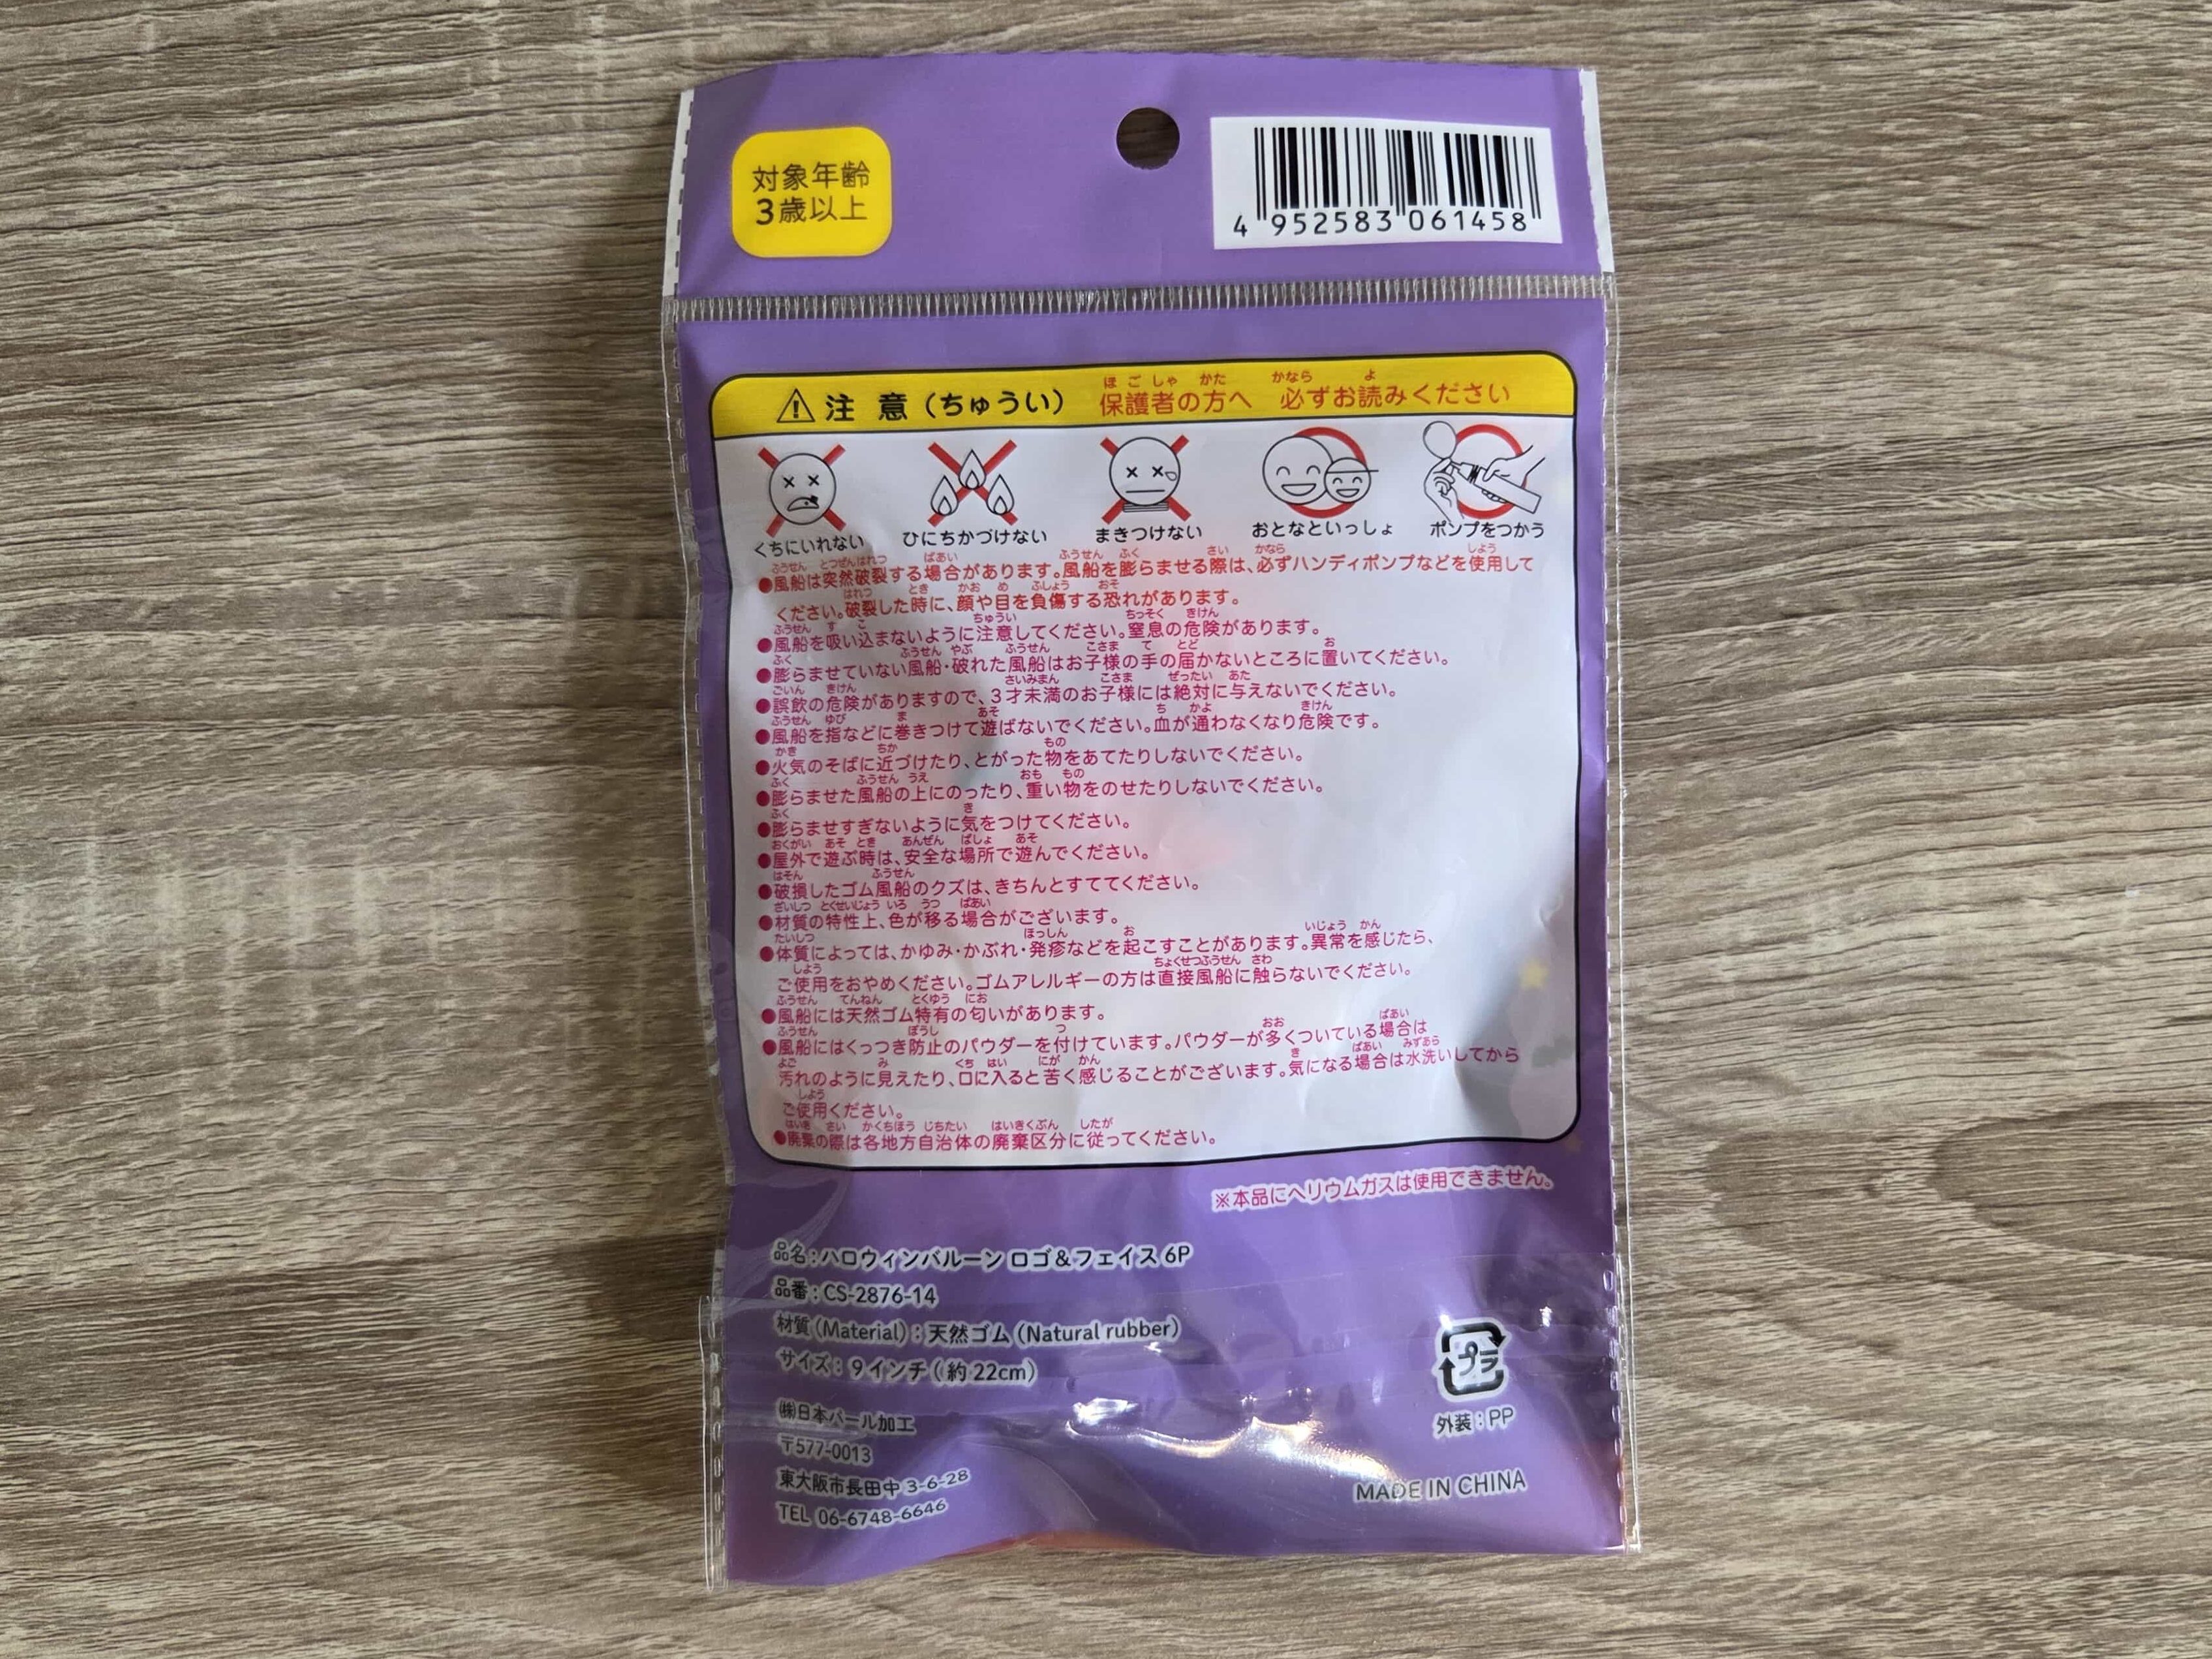 対象年齢
3歳以上
4 952583 061458
注 意 (ちゅうい) 保護者の方へ 必ずお読みください
くちにいれない
ひにちかづけない
まきつけない
おとなといっしょ
ポンプをつかう
●風船は突然破裂する場合があります。風船を膨らませる際は、必ずハンディポンプなどを使用して
ください。破裂した時に、顔や目を負傷する恐れがあります。
●風船を吸い込まないように注意してください。窒息の危険があります。
●膨らませていない風船・破れた風船はお子様の手の届かないところに置いてください。
●誤飲の危険がありますので、3才未満のお子様には絶対に与えないでください。
●風船を指などに巻きつけて遊ばないでください。血が通わなくなり危険です。
●火気のそばに近づけたり、とがった物をあてたりしないでください。
●膨らませた風船の上にのったり、重い物をのせたりしないでください。
●膨らませすぎないように気をつけてください。
●屋外で遊ぶ時は、安全な場所で遊んでください。
●破損したゴム風船のクズは、きちんとすててください。
●材質の特性上、色が移る場合がございます。
●体質によっては、かゆみ・かぶれ・発疹などを起こすことがあります。異常を感じたら、
ご使用をおやめください。ゴムアレルギーの方は直接風船に触らないでください。
●風船には天然ゴム特有の匂いがあります。
●風船にはくっつき防止のパウダーを付けています。パウダーが多くついている場合は
汚れのように見えたり、口に入ると苦く感じることがございます。気になる場合は水洗いしてから
ご使用ください。
●廃棄の際は各地方自治体の廃棄区分に従ってください。
※本品にヘリウムガスは使用できません。
品名:ハロウィンバルーン ロゴ&フェイス 6P
品番:CS-2876-14
材質(Material):天然ゴム(Natural rubber)
サイズ:9インチ(約22cm)
㈱日本パール加工
〒577-0013
東大阪市長田中 3-6-28
TEL 06-6748-6646
プラ
外装:PP
MADE IN CHINA